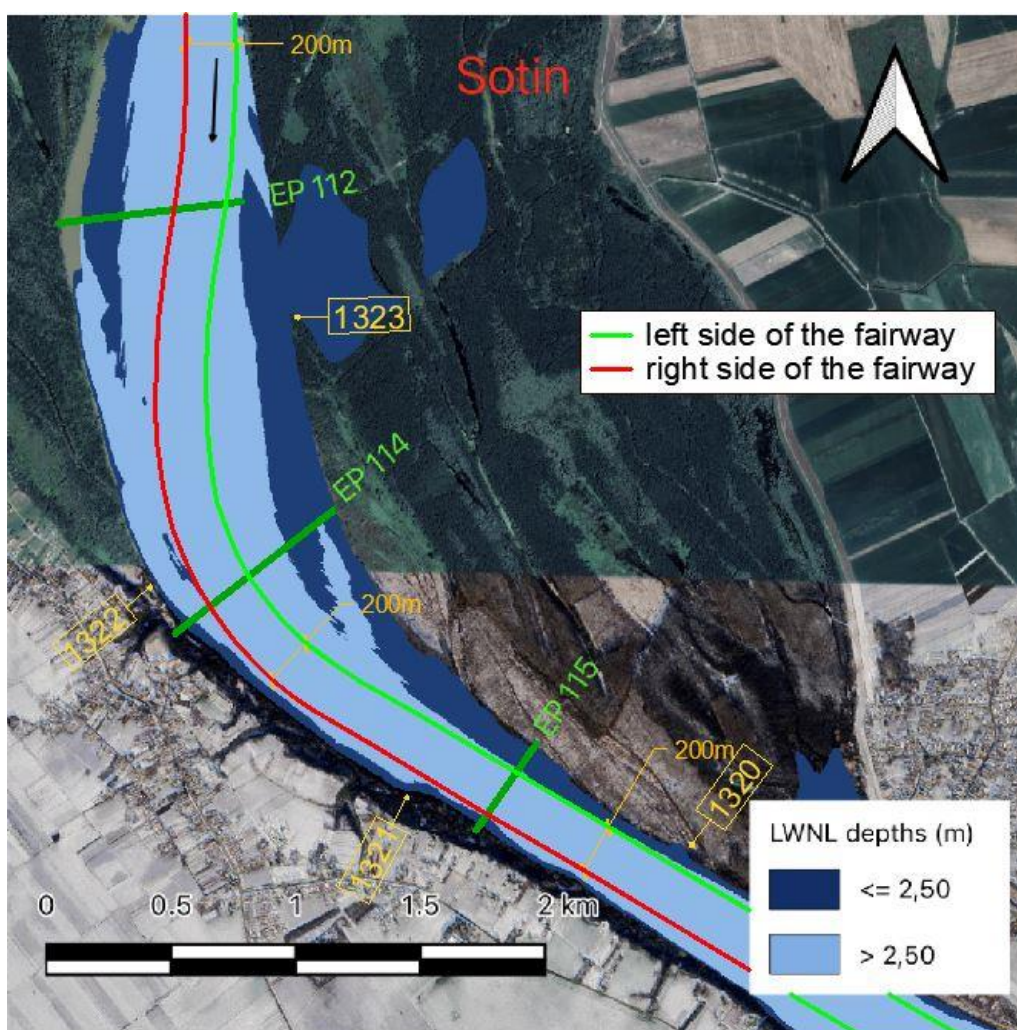 200m
Sotin
EP 112
1323
left side of the fairway
right side of the fairway
EP 114
200m
1322
EP 115
200m
1320
1321
LWNL depths (m)
<= 2,50
> 2,50
0 0.5 1 1.5 2 km